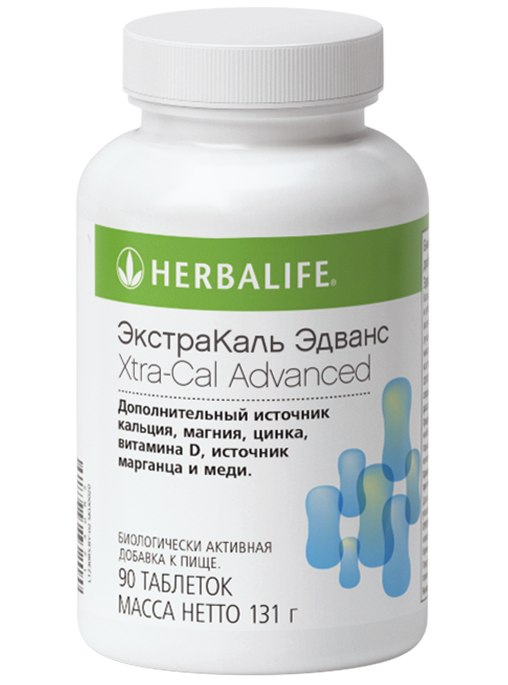 HERBALIFE®
ЭкстраКаль Эдванс
Xtra-Cal Advanced
Дополнительный источник
кальция, магния, цинка,
витамина D, источник
марганца и меди.
БИОЛОГИЧЕСКИ АКТИВНАЯ
ДОБАВКА К ПИЩЕ.
90 ТАБЛЕТОК
МАССА НЕТТО 131 г